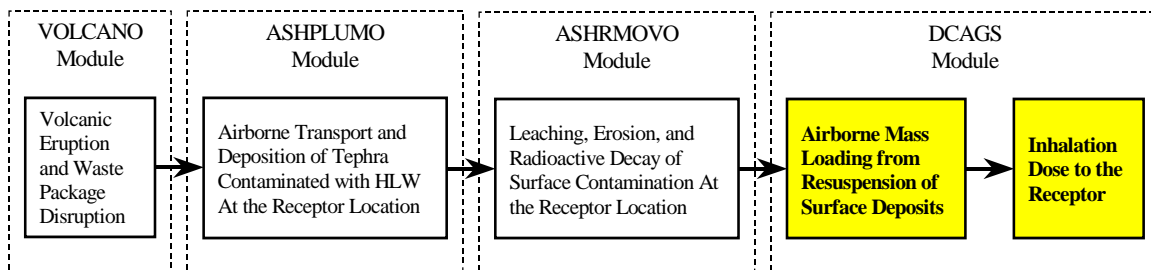 VOLCANO
Module
Volcanic
Eruption
and Waste
Package
Disruption
ASHPLUMO
Module
Airborne Transport and
Deposition of Tephra
Contaminated with HLW
At the Receptor Location
ASHRMOVO
Module
Leaching, Erosion, and
Radioactive Decay of
Surface Contamination At
the Receptor Location
DCAGS
Module
Airborne Mass
Loading from
Resuspension of
Surface Deposits
Inhalation
Dose to the
Receptor